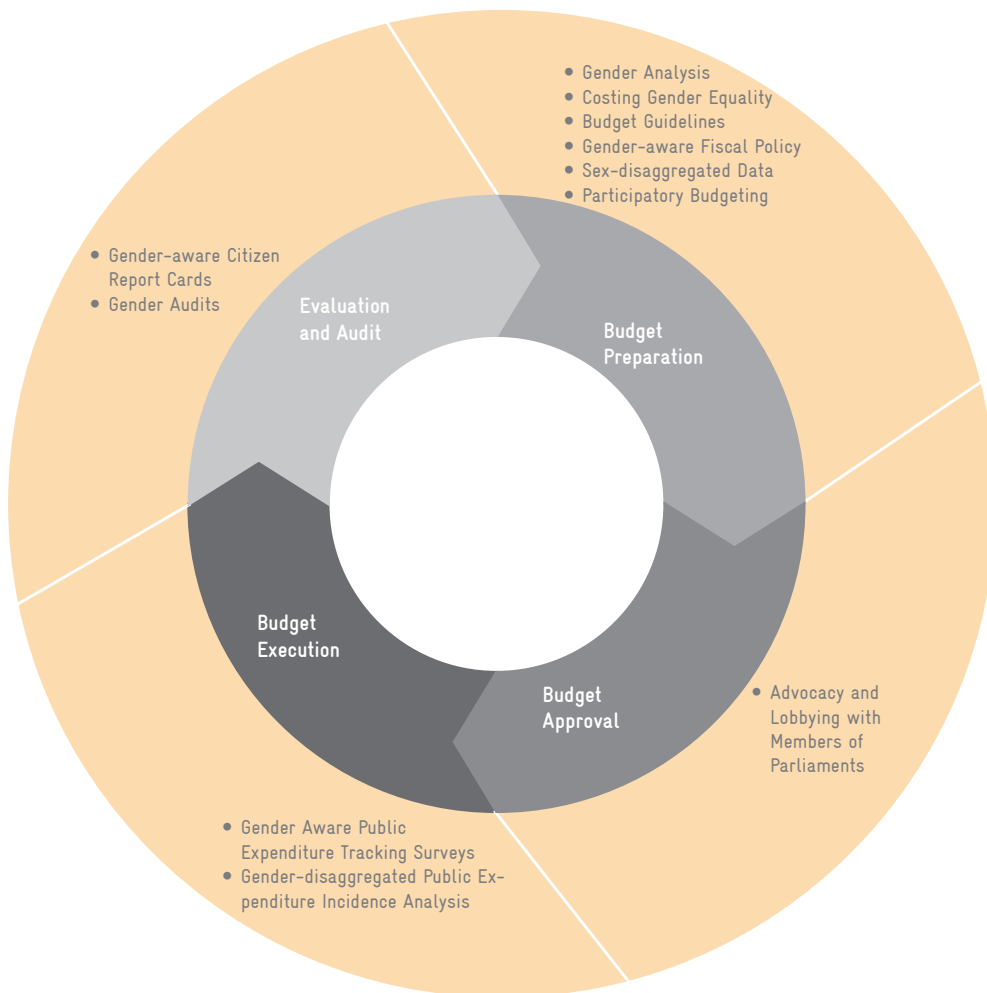 • Gender Analysis
• Costing Gender Equality
• Budget Guidelines
• Gender-aware Fiscal Policy
• Sex-disaggregated Data
• Participatory Budgeting
• Gender-aware Citizen
Report Cards
• Gender Audits
Evaluation
and Audit
Budget
Preparation
Budget
Execution
Budget
Approval
• Advocacy and
Lobbying with
Members of
Parliaments
• Gender Aware Public
Expenditure Tracking Surveys
• Gender-disaggregated Public Ex-
penditure Incidence Analysis